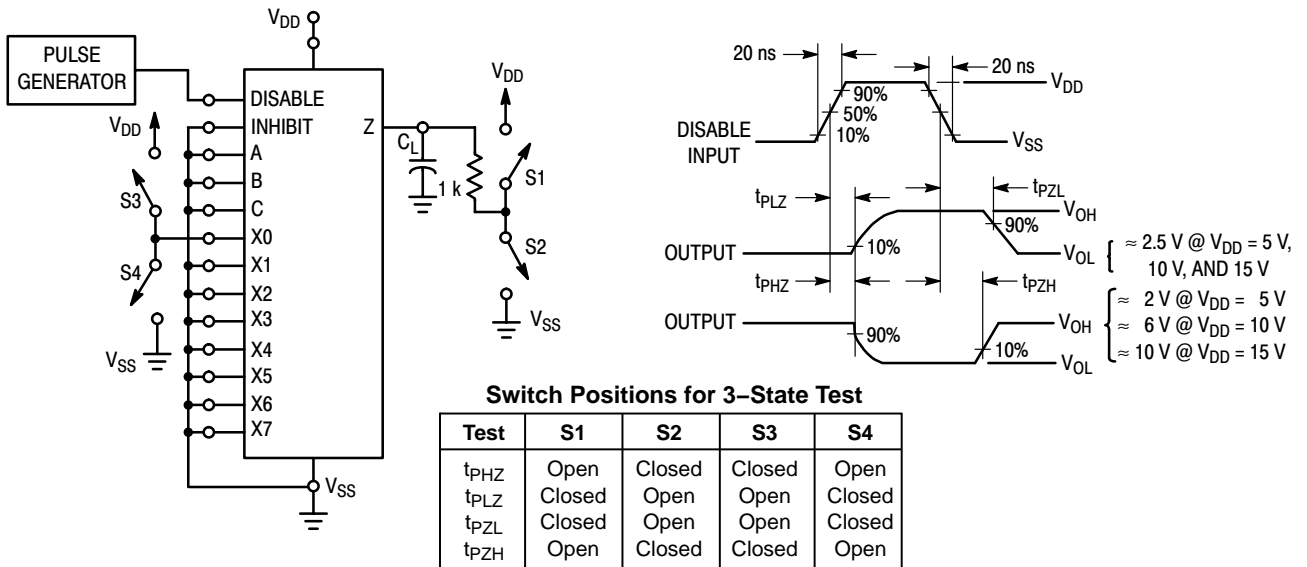 PULSE
GENERATOR
VDD
VDD
DISABLE
INHIBIT
A
B
C
X0
X1
X2
X3
X4
X5
X6
X7
Z
S3
S4
VSS
VSS
CL
1 k
VDD
S1
S2
VSS
20 ns
20 ns
90%
50%
10%
VDD
VSS
DISABLE
INPUT
tPLZ
tPZL
VOH
90%
10%
OUTPUT
VOL
≈ 2.5 V @ VDD = 5 V,
10 V, AND 15 V
tPHZ
tPZH
OUTPUT
90%
10%
VOH
VOL
≈ 2 V @ VDD = 5 V
≈ 6 V @ VDD = 10 V
≈ 10 V @ VDD = 15 V
Switch Positions for 3–State Test
Test S1 S2 S3 S4
tPHZ Open Closed Closed Open
tPLZ Closed Open Open Closed
tPZL Closed Open Open Closed
tPZH Open Closed Closed Open